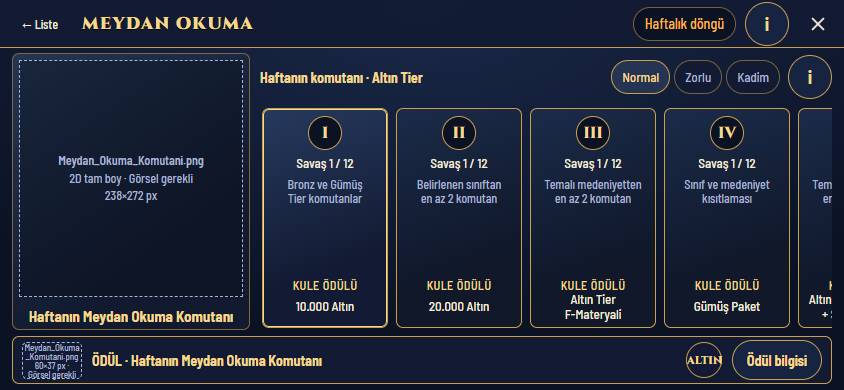 ← Liste
MEYDAN OKUMA
Haftalık döngü
i
×
Meydan_Okuma_Komutani.png
2D tam boy · Görsel gerekli
238×272 px
Haftanın Meydan Okuma Komutanı
Haftanın komutanı · Altın Tier
Normal
Zorlu
Kadim
i
I
Savaş 1 / 12
Bronz ve Gümüş
Tier komutanlar
KULE ÖDÜLÜ
10.000 Altın
II
Savaş 1 / 12
Belirlenen sınıftan
en az 2 komutan
KULE ÖDÜLÜ
20.000 Altın
III
Savaş 1 / 12
Temalı medeniyetten
en az 2 komutan
KULE ÖDÜLÜ
Altın Tier
F-Materyali
IV
Savaş 1 / 12
Sınıf ve medeniyet
kısıtlaması
KULE ÖDÜLÜ
Gümüş Paket
Meydan_Okuma
_Komutani.png
60×37 px ·
Görsel gerekli
ÖDÜL · Haftanın Meydan Okuma Komutanı
ALTIN
Ödül bilgisi